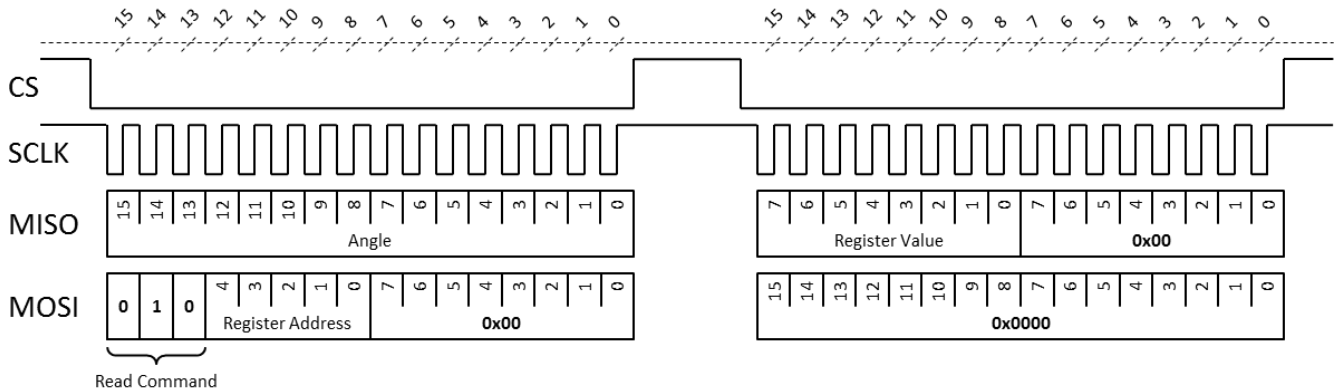 15 14 13 12 11 10 9 8 7 6 5 4 3 2 1 0 15 14 13 12 11 10 9 8 7 6 5 4 3 2 1 0
CS
SCLK
MISO 15 14 13 12 11 10 9 8 7 6 5 4 3 2 1 0 7 6 5 4 3 2 1 0 7 6 5 4 3 2 1 0
Angle Register Value 0x00
MOSI 0 1 0 4 3 2 1 0 7 6 5 4 3 2 1 0 15 14 13 12 11 10 9 8 7 6 5 4 3 2 1 0
Register Address 0x00 0x0000
Read Command